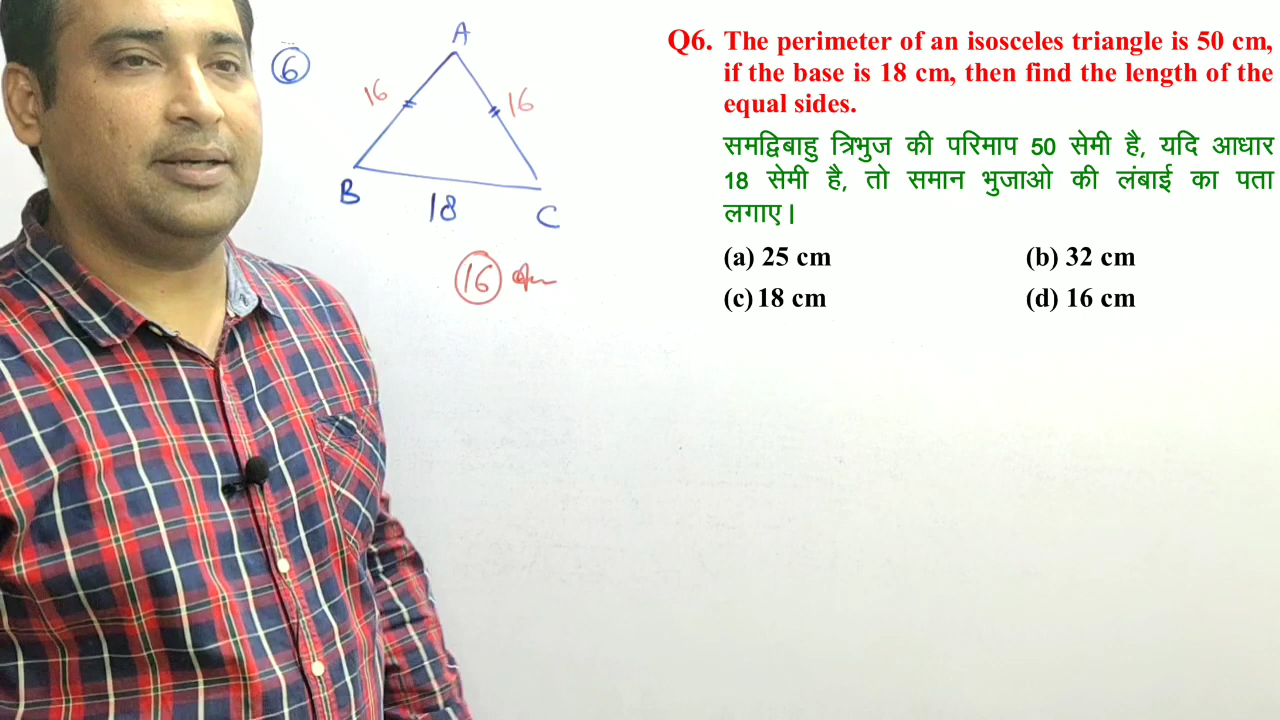 6
A
16
16
B
18
C
16 Ans
Q6. The perimeter of an isosceles triangle is 50 cm,
if the base is 18 cm, then find the length of the
equal sides.
समद्विबाहु त्रिभुज की परिमाप 50 सेमी है, यदि आधार
18 सेमी है, तो समान भुजाओ की लंबाई का पता
लगाए।
(a) 25 cm (b) 32 cm
(c) 18 cm (d) 16 cm